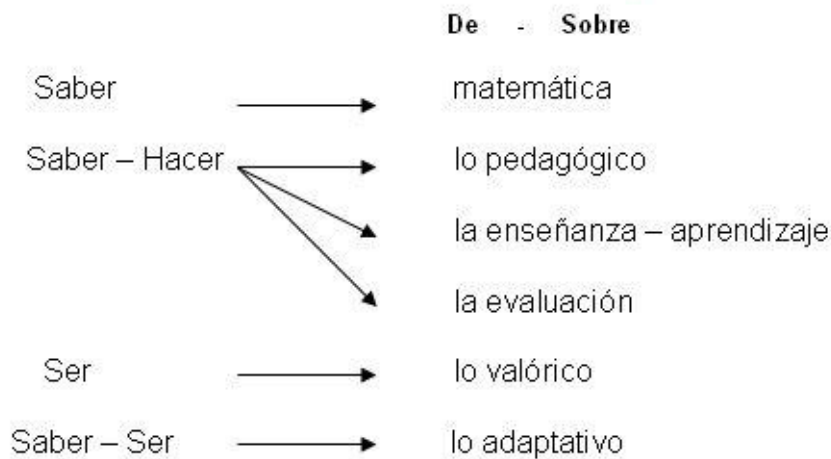 De - Sobre
Saber matemática
Saber – Hacer lo pedagógico
la enseñanza – aprendizaje
la evaluación
Ser lo valórico
Saber – Ser lo adaptativo